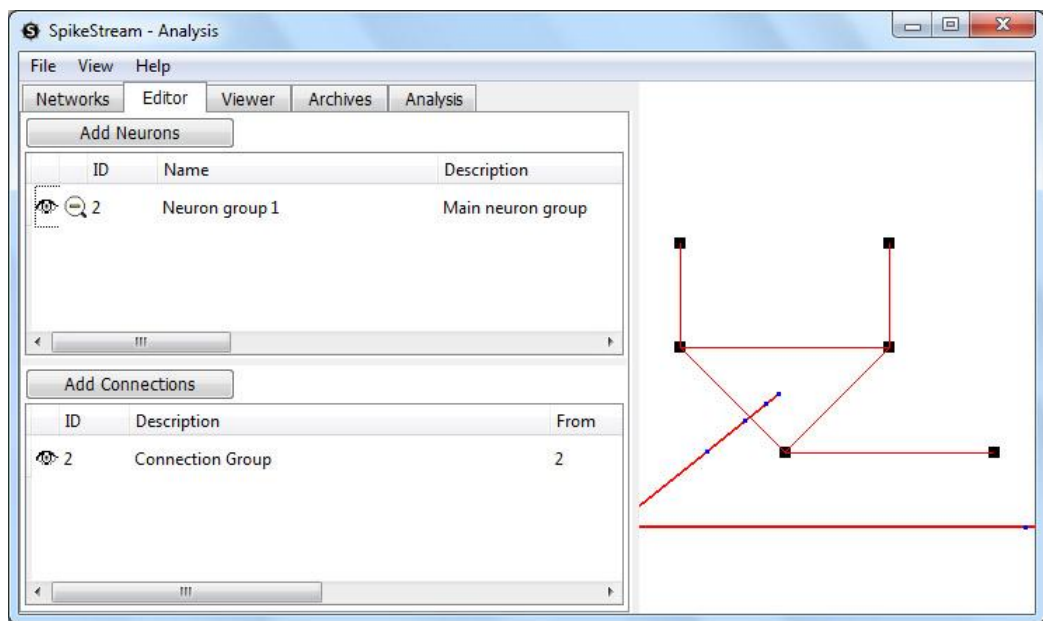 SpikeStream - Analysis
File View Help
Networks Editor Viewer Archives Analysis
Add Neurons
ID Name Description
2 Neuron group 1 Main neuron group
Add Connections
ID Description From
2 Connection Group 2